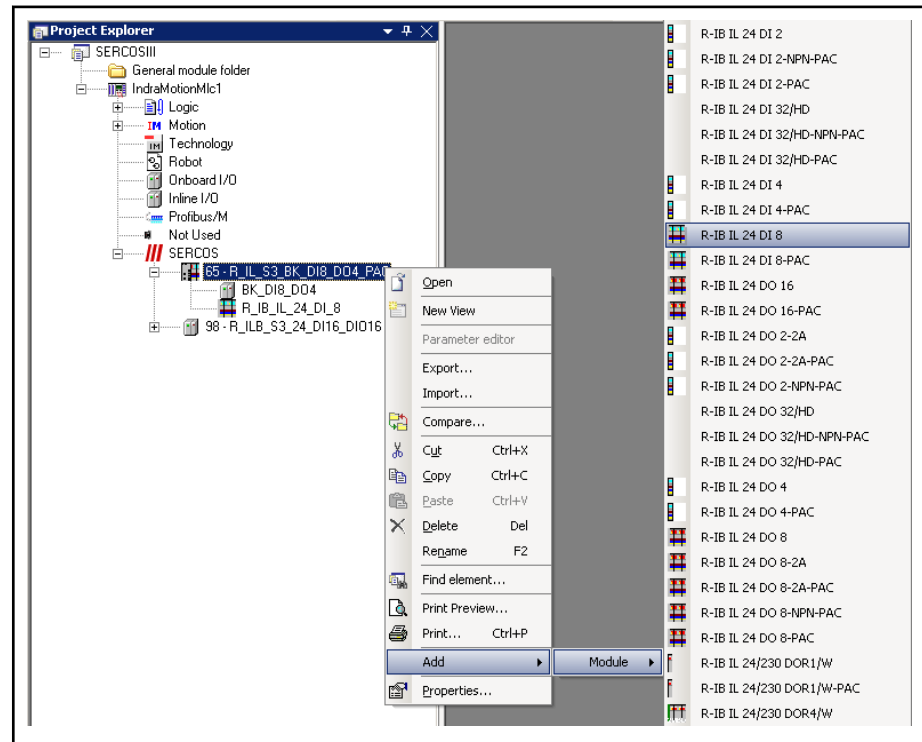 Project Explorer
SERCOSIII
General module folder
IndraMotionMlc1
Logic
IM Motion
IM Technology
Robot
Onboard I/O
Inline I/O
Profibus/M
Not Used
SERCOS
65 - R_IL_S3_BK_DI8_DO4_PAC
BK_DI8_DO4
R_IB_IL_24_DI_8
98 - R_ILB_S3_24_DI16_DIO16
Open
New View
Parameter editor
Export...
Import...
Compare...
Cut Ctrl+X
Copy Ctrl+C
Paste Ctrl+V
Delete Del
Rename F2
Find element...
Print Preview...
Print... Ctrl+P
Add
Properties...
Module
R-IB IL 24 DI 2
R-IB IL 24 DI 2-NPN-PAC
R-IB IL 24 DI 2-PAC
R-IB IL 24 DI 32/HD
R-IB IL 24 DI 32/HD-NPN-PAC
R-IB IL 24 DI 32/HD-PAC
R-IB IL 24 DI 4
R-IB IL 24 DI 4-PAC
R-IB IL 24 DI 8
R-IB IL 24 DI 8-PAC
R-IB IL 24 DO 16
R-IB IL 24 DO 16-PAC
R-IB IL 24 DO 2-2A
R-IB IL 24 DO 2-2A-PAC
R-IB IL 24 DO 2-NPN-PAC
R-IB IL 24 DO 32/HD
R-IB IL 24 DO 32/HD-NPN-PAC
R-IB IL 24 DO 32/HD-PAC
R-IB IL 24 DO 4
R-IB IL 24 DO 4-PAC
R-IB IL 24 DO 8
R-IB IL 24 DO 8-2A
R-IB IL 24 DO 8-2A-PAC
R-IB IL 24 DO 8-NPN-PAC
R-IB IL 24 DO 8-PAC
R-IB IL 24/230 DOR1/W
R-IB IL 24/230 DOR1/W-PAC
R-IB IL 24/230 DOR4/W